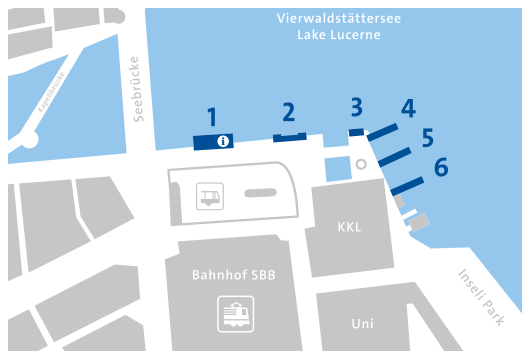 Vierwaldstättersee
Lake Lucerne
Kapellbrücke
Seebrücke
1
2
3
4
5
6
i
KKL
Bahnhof SBB
Inseli Park
Uni